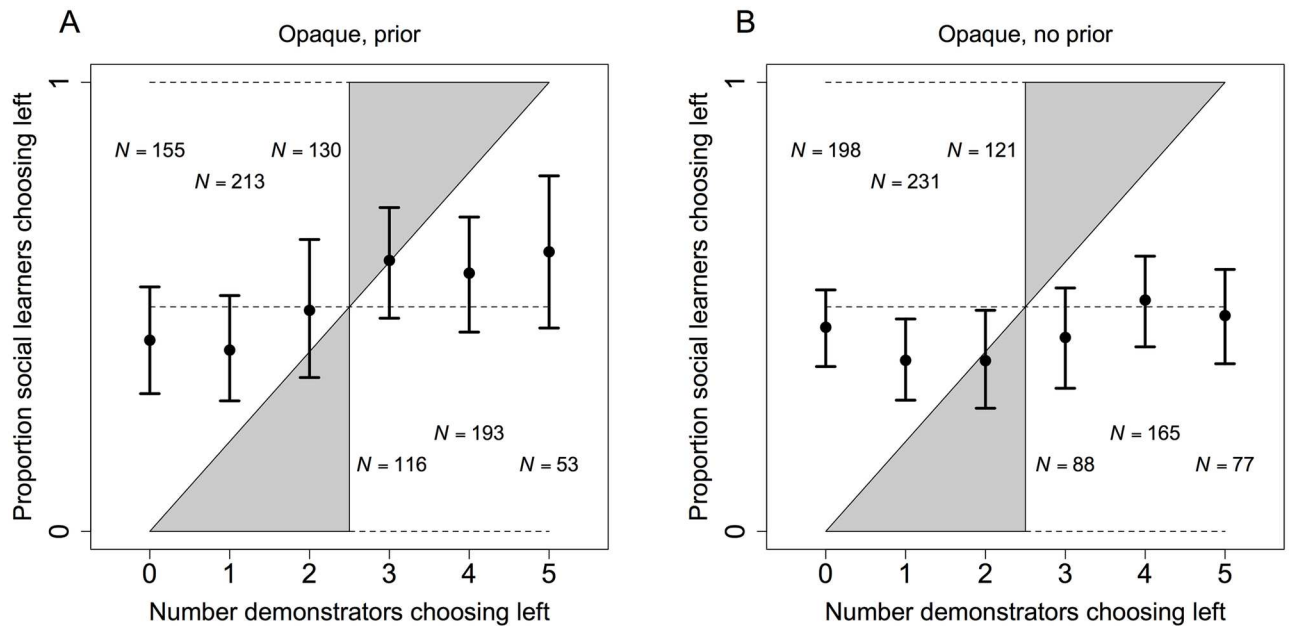 A
Opaque, prior
Proportion social learners choosing left
1
0
N = 155
N = 130
N = 213
N = 193
N = 116
N = 53
0 1 2 3 4 5
Number demonstrators choosing left
B
Opaque, no prior
Proportion social learners choosing left
1
0
N = 198
N = 121
N = 231
N = 165
N = 88
N = 77
0 1 2 3 4 5
Number demonstrators choosing left